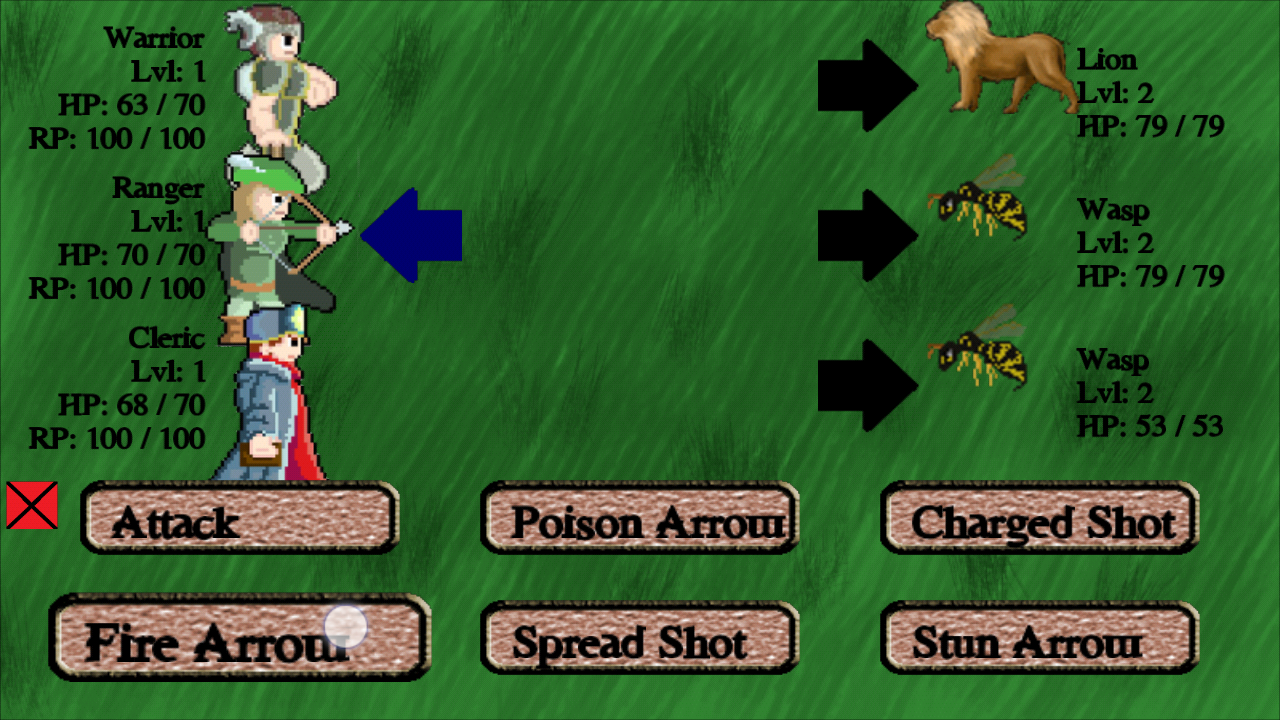 Warrior
Lvl: 1
HP: 63 / 70
RP: 100 / 100
Ranger
Lvl: 1
HP: 70 / 70
RP: 100 / 100
Cleric
Lvl: 1
HP: 68 / 70
RP: 100 / 100
Lion
Lvl: 2
HP: 79 / 79
Wasp
Lvl: 2
HP: 79 / 79
Wasp
Lvl: 2
HP: 53 / 53
Attack
Poison Arrow
Charged Shot
Fire Arrow
Spread Shot
Stun Arrow